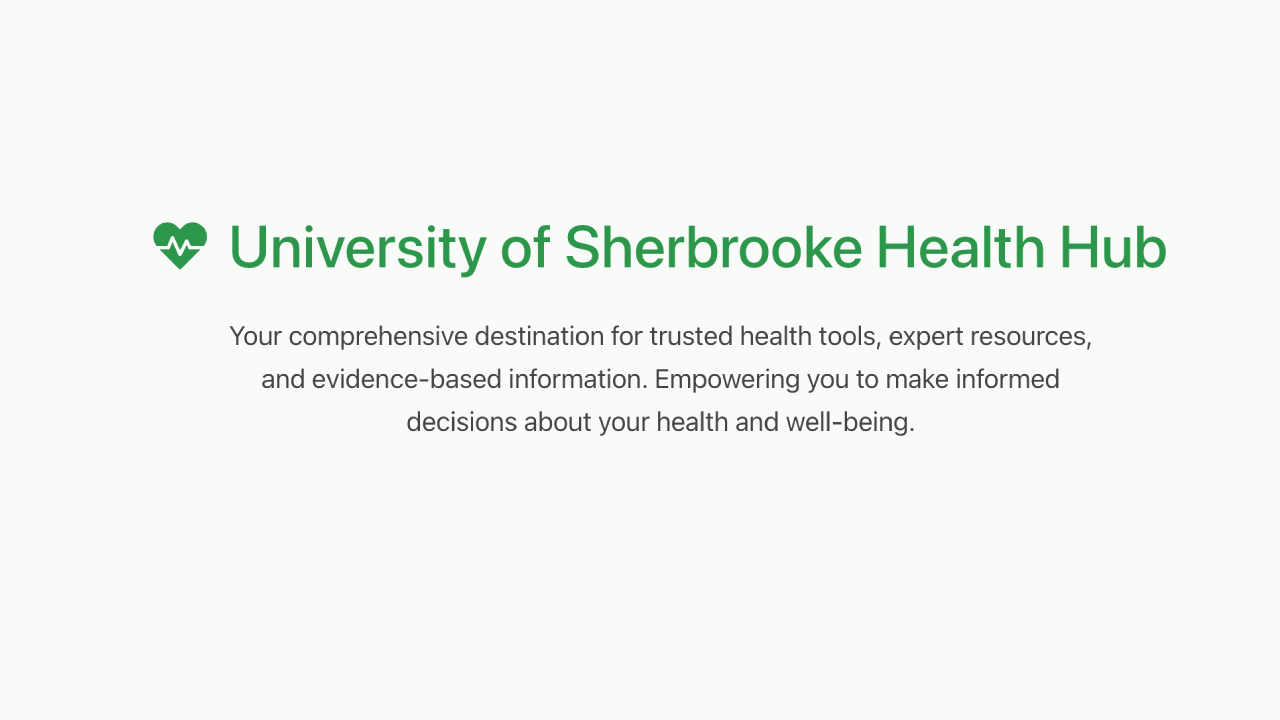 University of Sherbrooke Health Hub
Your comprehensive destination for trusted health tools, expert resources,
and evidence-based information. Empowering you to make informed
decisions about your health and well-being.